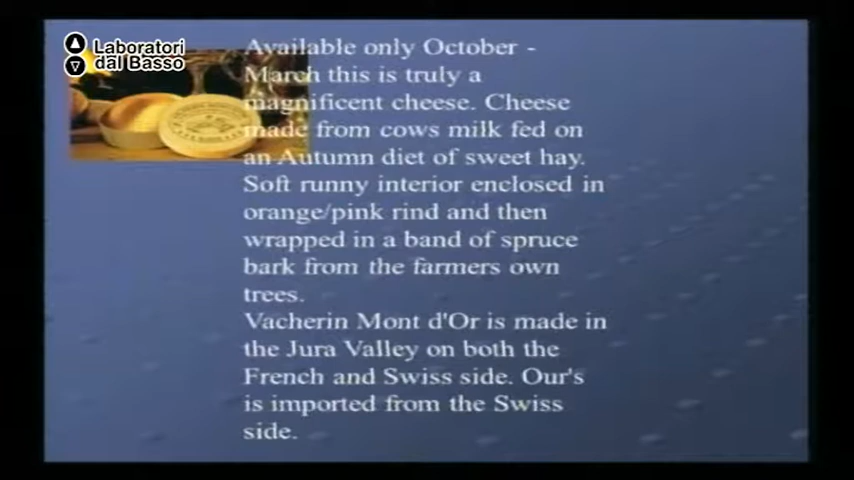 Laboratori
dal Basso
Available only October -
March this is truly a
magnificent cheese. Cheese
made from cows milk fed on
an Autumn diet of sweet hay.
Soft runny interior enclosed in
orange/pink rind and then
wrapped in a band of spruce
bark from the farmers own
trees.
Vacherin Mont d'Or is made in
the Jura Valley on both the
French and Swiss side. Our's
is imported from the Swiss
side.